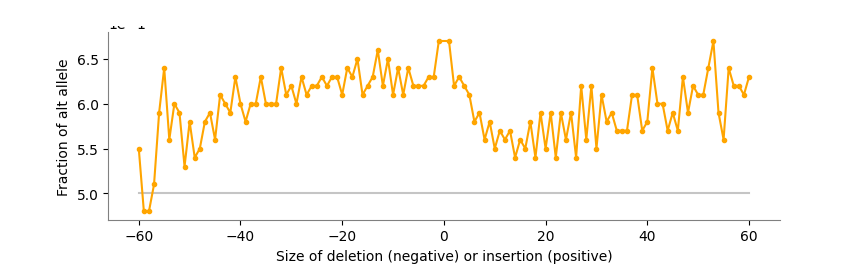 6.5
6.0
5.5
5.0
Fraction of alt allele
−60 −40 −20 0 20 40 60
Size of deletion (negative) or insertion (positive)